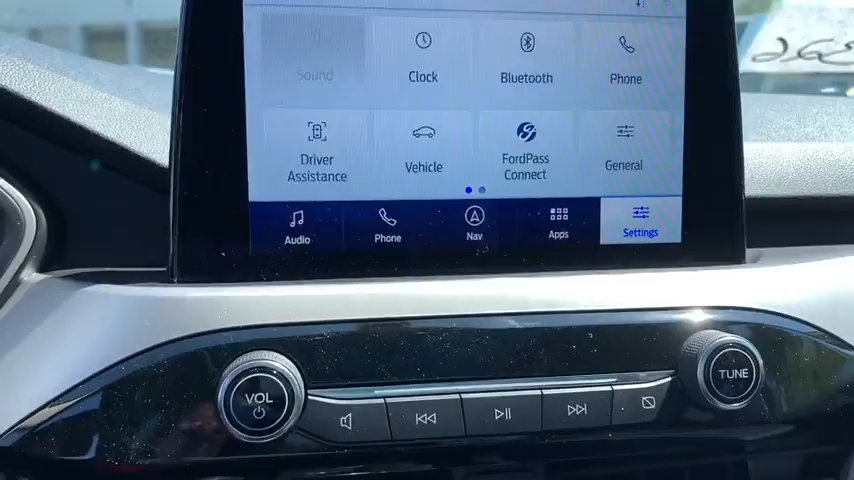 Sound
Clock
Bluetooth
Phone
Driver
Assistance
Vehicle
FordPass
Connect
General
Audio
Phone
Nav
Apps
Settings
VOL
TUNE